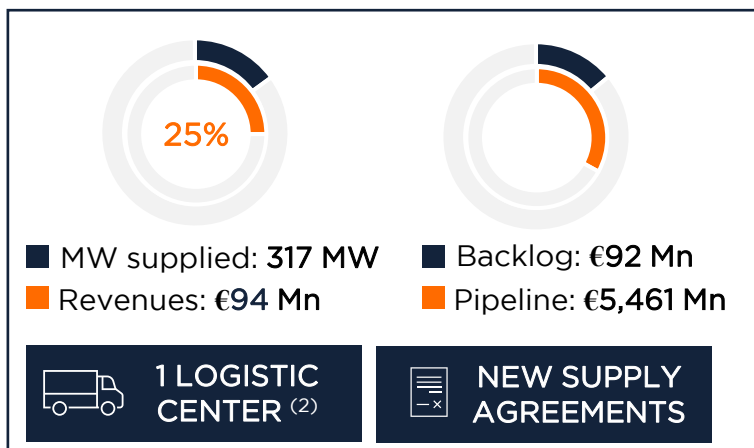 25%
MW supplied: 317 MW
Revenues: €94 Mn
Backlog: €92 Mn
Pipeline: €5,461 Mn
1 LOGISTIC
CENTER (2)
NEW SUPPLY
AGREEMENTS